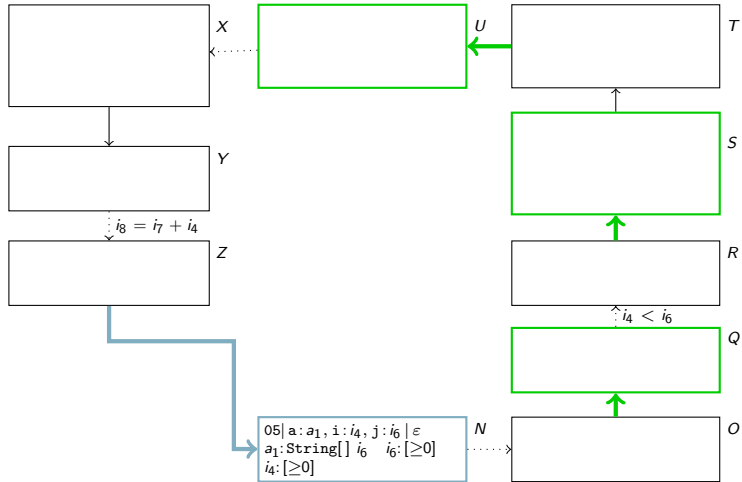 X
U
T
Y
S
i₈ = i₇ + i₄
Z
R
i₄ < i₆
Q
05| a:a₁, i:i₄, j:i₆ | ε
a₁:String[] i₆ i₆:[≥0]
i₄:[≥0]
N
O